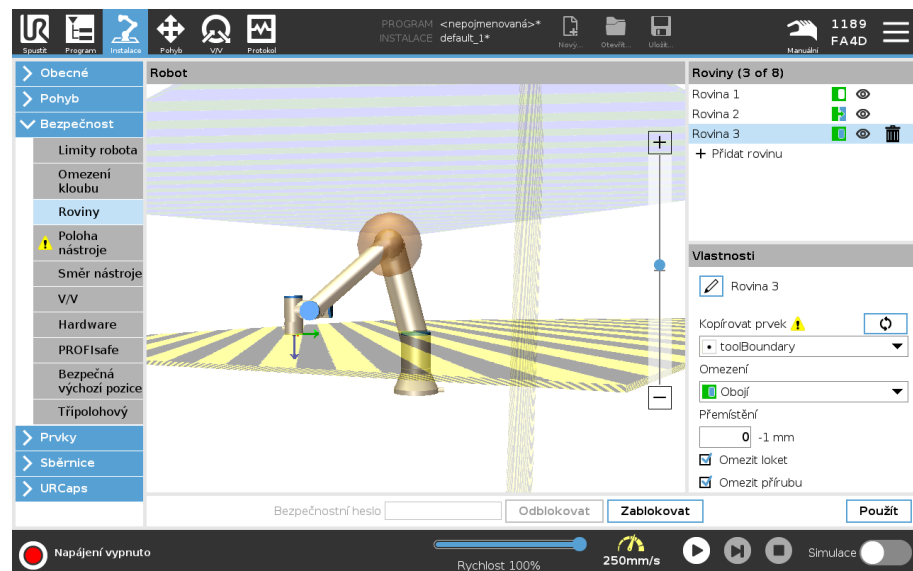 PROGRAM <nepojmenovaná>*
INSTALACE default_1*
Spustit
Program
Instalace
Pohyb
V/V
Protokol
Nový...
Otevřít...
Uložit...
Manuální
1189
FA4D
Obecné
Pohyb
Bezpečnost
Limity robota
Omezení
kloubu
Roviny
Poloha
nástroje
Směr nástroje
V/V
Hardware
PROFIsafe
Bezpečná
výchozí pozice
Třípolohový
Prvky
Sběrnice
URCaps
Robot
Roviny (3 of 8)
Rovina 1
Rovina 2
Rovina 3
+ Přidat rovinu
Vlastnosti
Rovina 3
Kopírovat prvek
toolBoundary
Omezení
Obojí
Přemístění
0 -1 mm
Omezit loket
Omezit přírubu
Bezpečnostní heslo
Odblokovat
Zablokovat
Použít
Napájení vypnuto
Rychlost 100%
250mm/s
Simulace